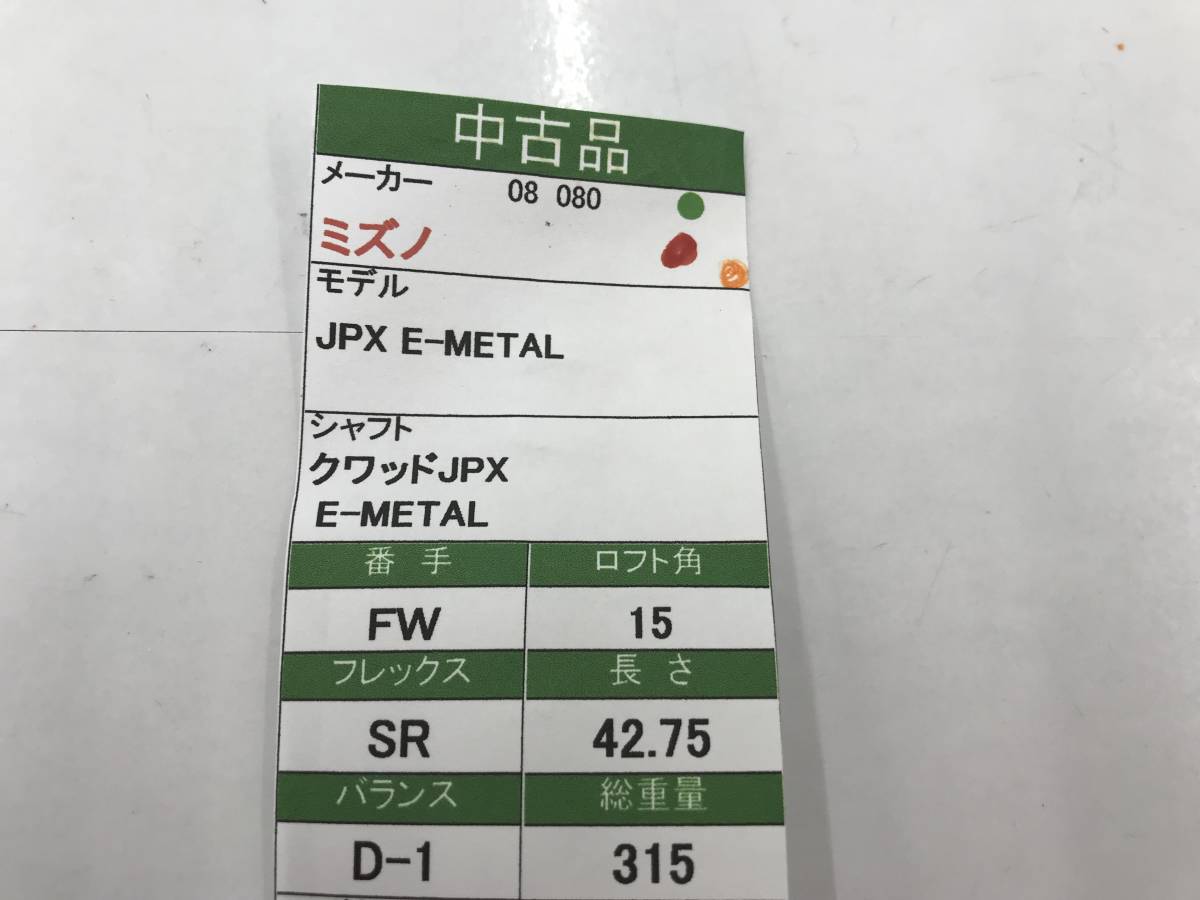 中古品
メーカー 08 080
ミズノ
モデル
JPX E-METAL
シャフト
クワッドJPX
E-METAL
番手 ロフト角
FW 15
フレックス 長さ
SR 42.75
バランス 総重量
D-1 315